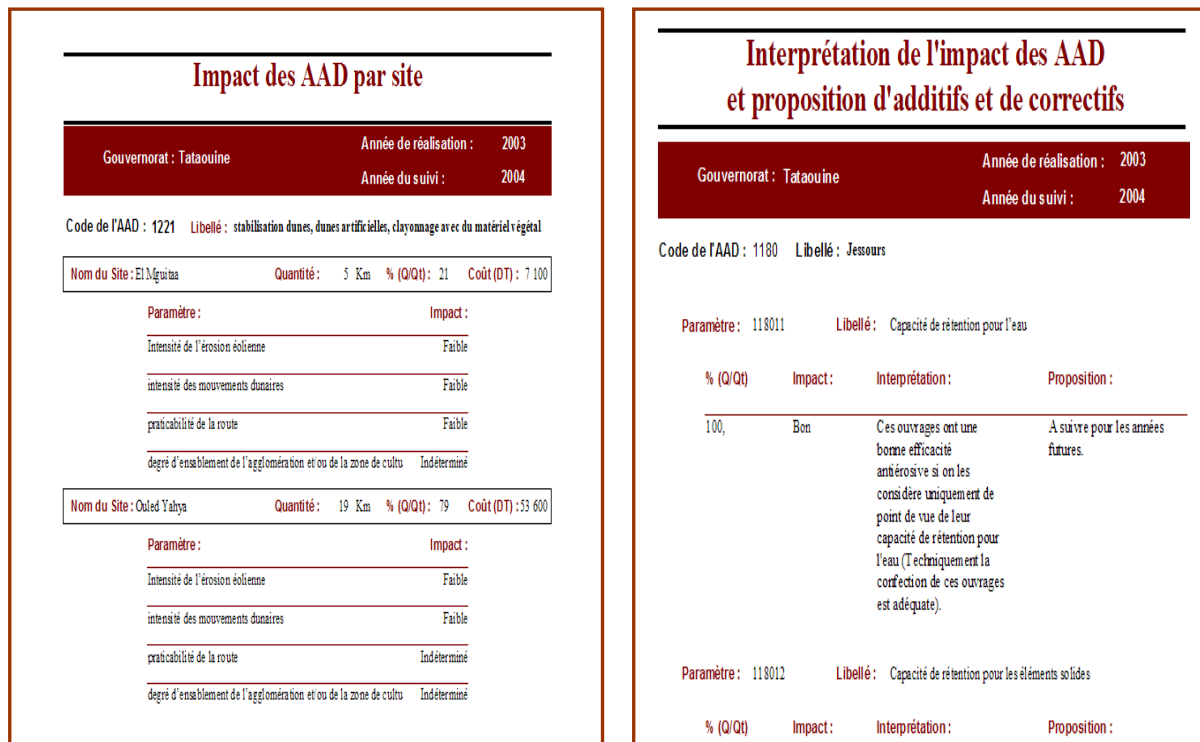 Impact des AAD par site
Gouvernorat : Tataouine
Année de réalisation : 2003
Année du suivi : 2004
Code de l'AAD : 1221 Libellé : stabilisation dunes, dunes artificielles, clayonnage avec du matériel végétal
Nom du Site : El Mguitaa Quantité : 5 Km % (Q/Qt) : 21 Coût (DT) : 7 100
Paramètre : Impact :
Intensité de l'érosion éolienne Faible
intensité des mouvements dunaires Faible
praticabilité de la route Faible
degré d'ensablement de l'agglomération et/ou de la zone de cultu Indéterminé
Nom du Site : Ouled Yahya Quantité : 19 Km % (Q/Qt) : 79 Coût (DT) : 53 600
Paramètre : Impact :
Intensité de l'érosion éolienne Faible
intensité des mouvements dunaires Faible
praticabilité de la route Indéterminé
degré d'ensablement de l'agglomération et/ou de la zone de cultu Indéterminé
Interprétation de l'impact des AAD
et proposition d'additifs et de correctifs
Gouvernorat : Tataouine
Année de réalisation : 2003
Année du suivi : 2004
Code de l'AAD : 1180 Libellé : Jessours
Paramètre : 118011 Libellé : Capacité de rétention pour l'eau
% (Q/Qt) Impact : Interprétation : Proposition :
100, Bon Ces ouvrages ont une A suivre pour les années
bonne efficacité futures.
antiérosive si on les
considère uniquement de
point de vue de leur
capacité de rétention pour
l'eau (Techniquement la
confection de ces ouvrages
est adéquate).
Paramètre : 118012 Libellé : Capacité de rétention pour les éléments solides
% (Q/Qt) Impact : Interprétation : Proposition :